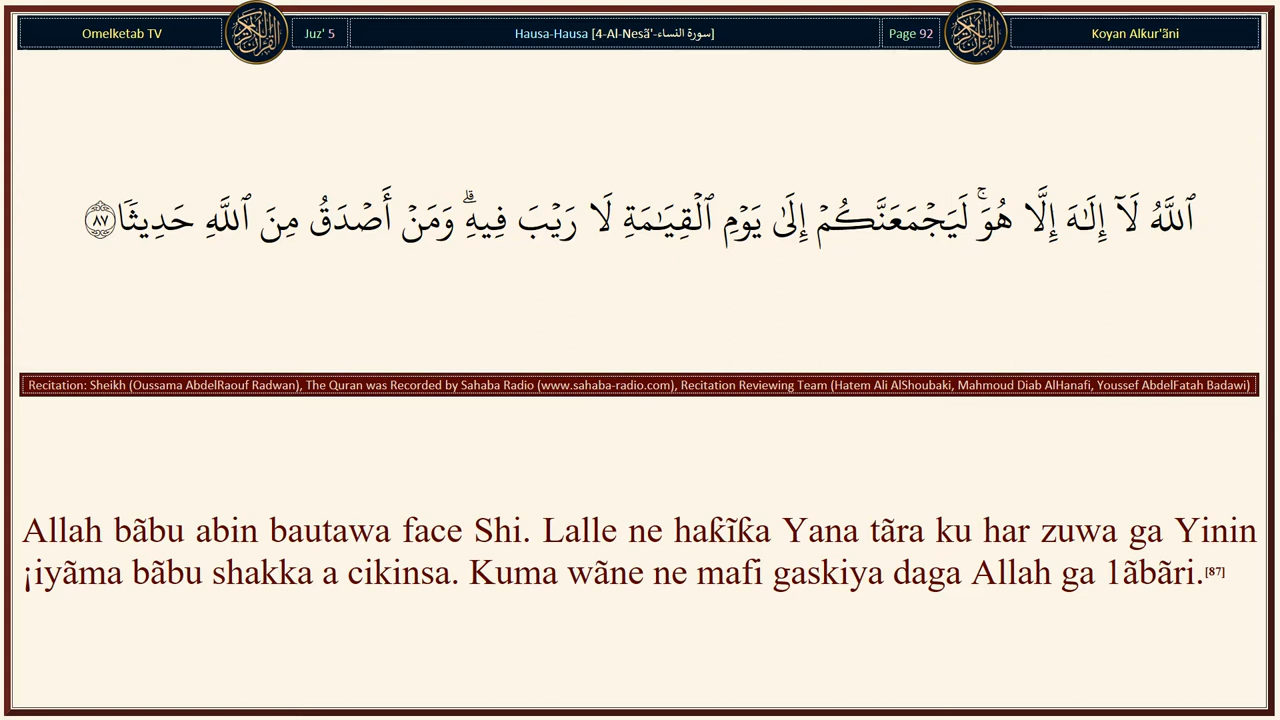 Omelketab TV
Juz' 5
Hausa-Hausa [4-Al-Nesã'-سورة النساء]
Page 92
Koyan Alƙur'ãni
ٱللَّهُ لَآ إِلَـٰهَ إِلَّا هُوَۚ لَيَجۡمَعَنَّكُمۡ إِلَىٰ يَوۡمِ ٱلۡقِيَـٰمَةِ لَا رَيۡبَ فِيهِۗ وَمَنۡ أَصۡدَقُ مِنَ ٱللَّهِ حَدِيثٗا ٨٧
Recitation: Sheikh (Oussama AbdelRaouf Radwan), The Quran was Recorded by Sahaba Radio (www.sahaba-radio.com), Recitation Reviewing Team (Hatem Ali AlShoubaki, Mahmoud Diab AlHanafi, Youssef AbdelFatah Badawi)
Allah bãbu abin bautawa face Shi. Lalle ne haƙĩƙa Yana tãra ku har zuwa ga Yinin
¡iyãma bãbu shakka a cikinsa. Kuma wãne ne mafi gaskiya daga Allah ga 1ãbãri.[87]